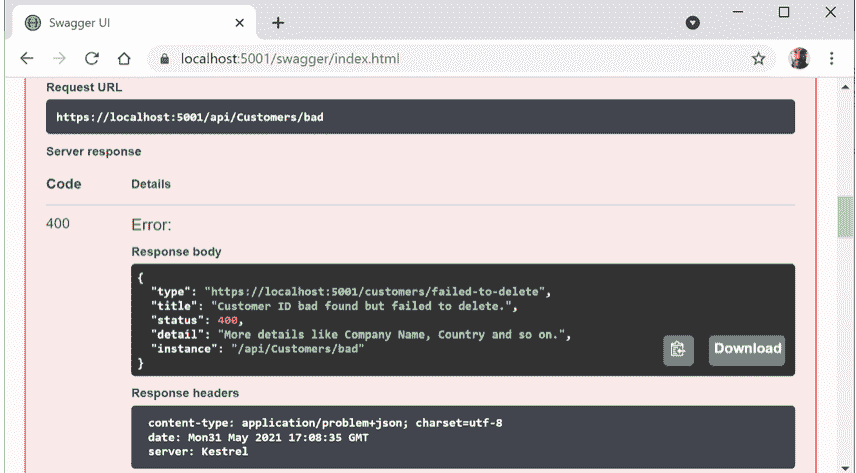 Swagger UI
localhost:5001/swagger/index.html
Request URL
https://localhost:5001/api/Customers/bad
Server response
Code Details
400 Error:
Response body
{
"type": "https://localhost:5001/customers/failed-to-delete",
"title": "Customer ID bad found but failed to delete.",
"status": 400,
"detail": "More details like Company Name, Country and so on.",
"instance": "/api/Customers/bad"
}
Download
Response headers
content-type: application/problem+json; charset=utf-8
date: Mon31 May 2021 17:08:35 GMT
server: Kestrel